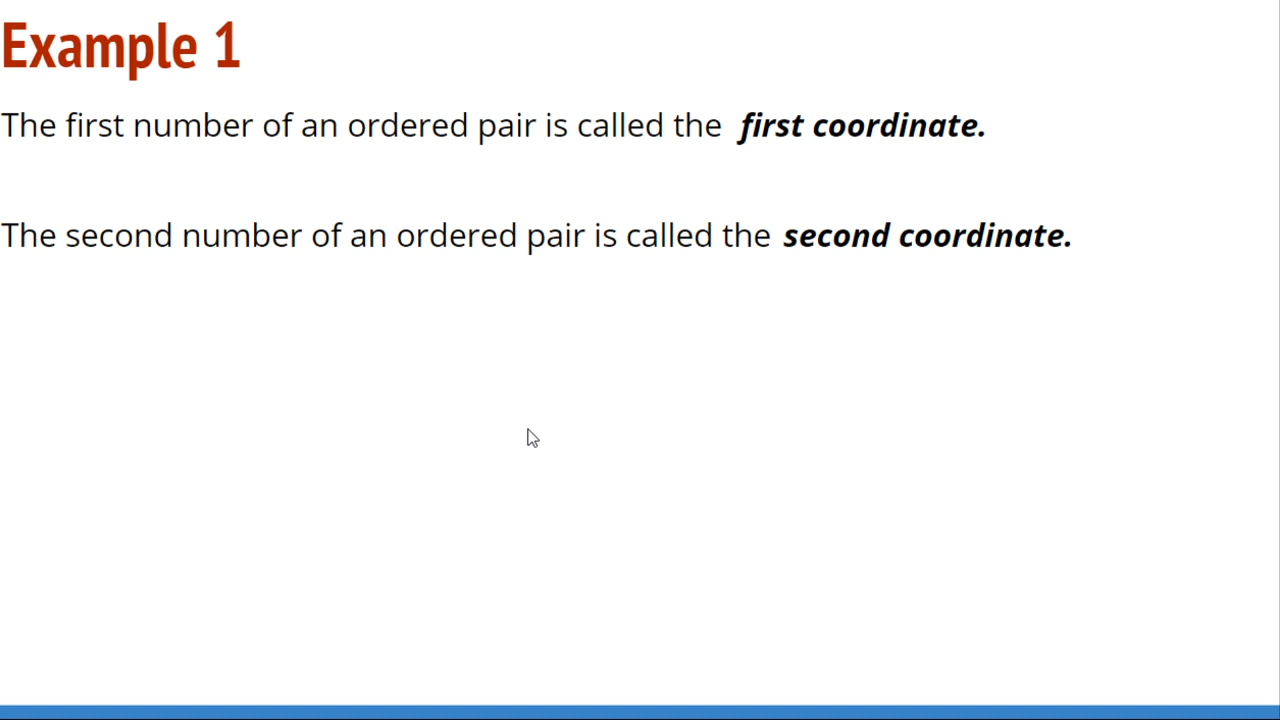 Example 1
The first number of an ordered pair is called the first coordinate.
The second number of an ordered pair is called the second coordinate.